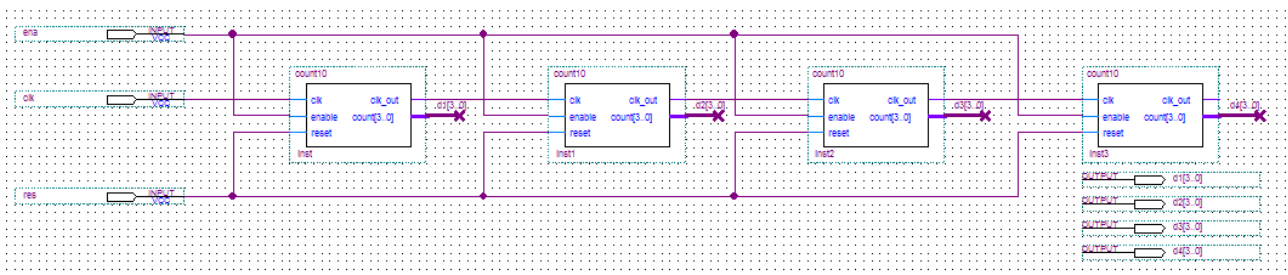 ena INPUT VCC
count10 count10 count10 count10
clk INPUT VCC clk clk_out d1[3..0] clk clk_out d2[3..0] clk clk_out d3[3..0] clk clk_out d4[3..0]
enable count[3..0] enable count[3..0] enable count[3..0] enable count[3..0]
reset reset reset reset
inst inst1 inst2 inst3
res INPUT VCC
OUTPUT d1[3..0]
OUTPUT d2[3..0]
OUTPUT d3[3..0]
OUTPUT d4[3..0]